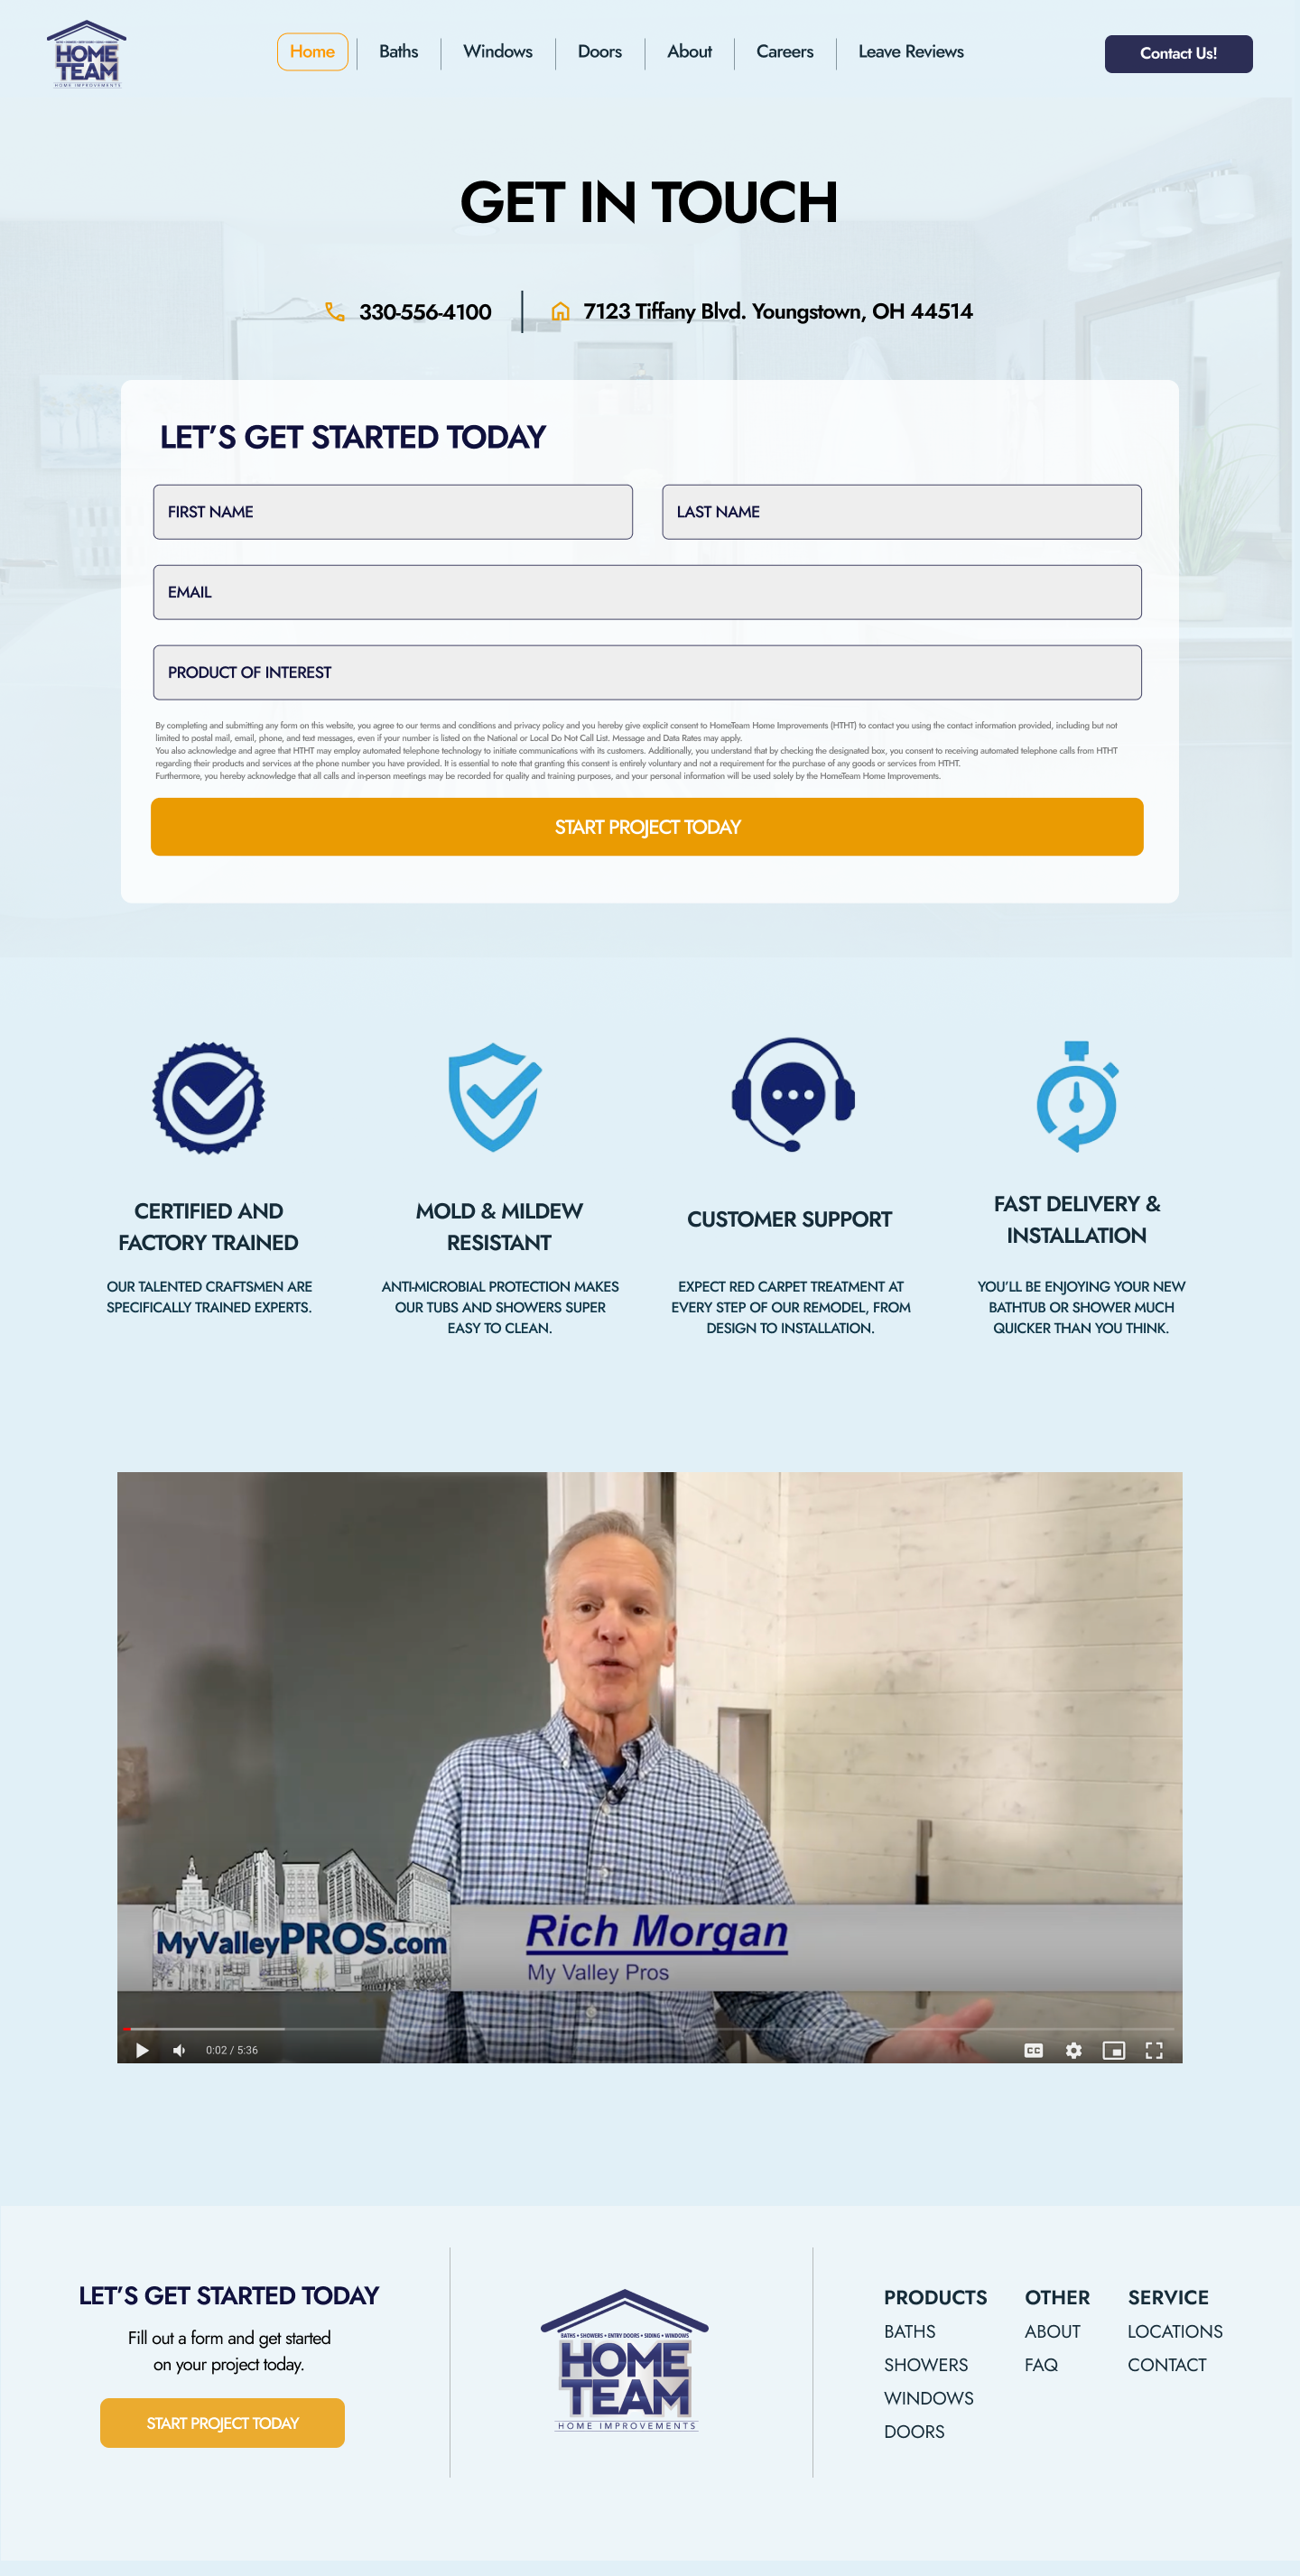 HOME
TEAM
HOME IMPROVEMENTS
Home
Baths
Windows
Doors
About
Careers
Leave Reviews
Contact Us!
GET IN TOUCH
330-556-4100
7123 Tiffany Blvd. Youngstown, OH 44514
LET'S GET STARTED TODAY
FIRST NAME
LAST NAME
EMAIL
PRODUCT OF INTEREST
By completing and submitting any form on this website, you agree to our terms and conditions and privacy policy and you hereby give explicit consent to HomeTeam Home Improvements (HTHT) to contact you using the contact information provided, including but not
limited to postal mail, email, phone, and text messages, even if your number is listed on the National or Local Do Not Call List. Message and Data Rates may apply.
You also acknowledge and agree that HTHT may employ automated telephone technology to initiate communications with its customers. Additionally, you understand that by checking the designated box, you consent to receiving automated telephone calls from HTHT
regarding their products and services at the phone number you have provided. It is essential to note that granting this consent is entirely voluntary and not a requirement for the purchase of any goods or services from HTHT.
Furthermore, you hereby acknowledge that all calls and in-person meetings may be recorded for quality and training purposes, and your personal information will be used solely by the HomeTeam Home Improvements.
START PROJECT TODAY
CERTIFIED AND
FACTORY TRAINED
OUR TALENTED CRAFTSMEN ARE
SPECIFICALLY TRAINED EXPERTS.
MOLD & MILDEW
RESISTANT
ANTI-MICROBIAL PROTECTION MAKES
OUR TUBS AND SHOWERS SUPER
EASY TO CLEAN.
CUSTOMER SUPPORT
EXPECT RED CARPET TREATMENT AT
EVERY STEP OF OUR REMODEL, FROM
DESIGN TO INSTALLATION.
FAST DELIVERY &
INSTALLATION
YOU'LL BE ENJOYING YOUR NEW
BATHTUB OR SHOWER MUCH
QUICKER THAN YOU THINK.
MyValleyPROS.com
Rich Morgan
My Valley Pros
0:02 / 5:36
CC
LET'S GET STARTED TODAY
Fill out a form and get started
on your project today.
START PROJECT TODAY
BATHS • SHOWERS • ENTRY DOORS • SIDING • WINDOWS
HOME
TEAM
HOME IMPROVEMENTS
PRODUCTS
BATHS
SHOWERS
WINDOWS
DOORS
OTHER
ABOUT
FAQ
SERVICE
LOCATIONS
CONTACT